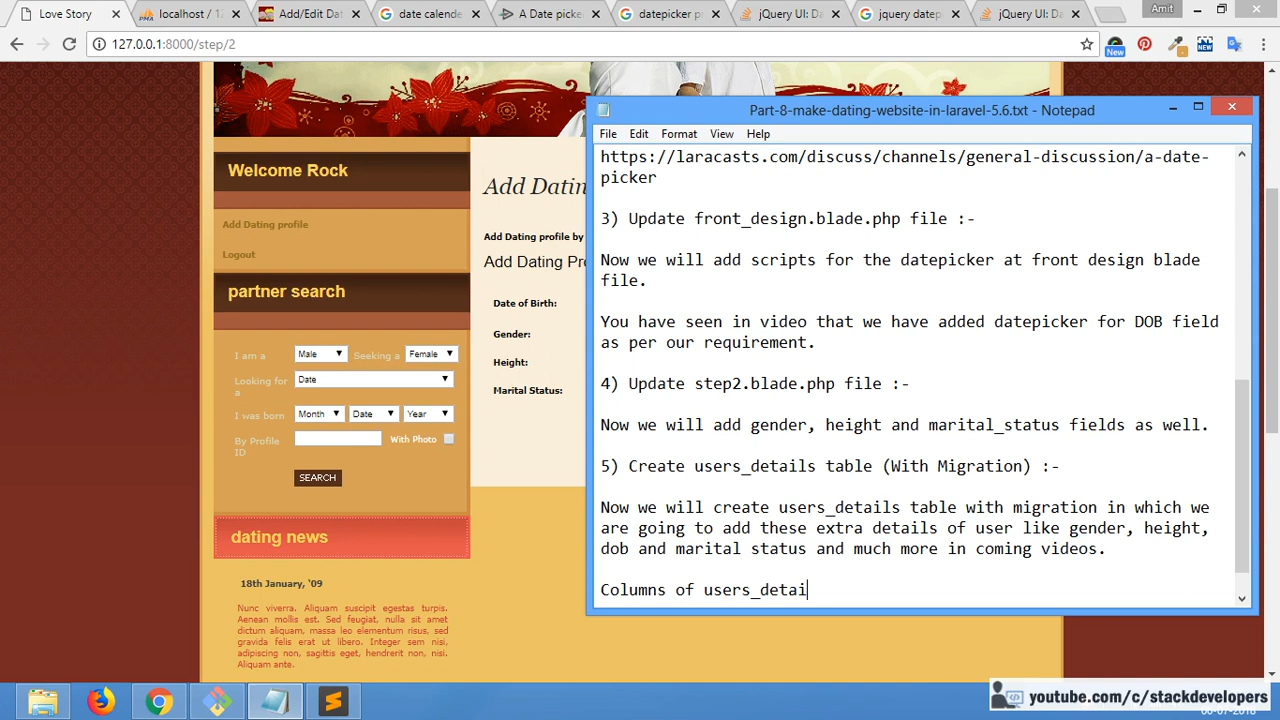 Love Story
localhost / 12
Add/Edit Dat
date calende
A Date picke
datepicker p
jQuery UI: Da
jquery datep
jQuery UI: Da
Amit
127.0.0.1:8000/step/2
New
NEW
Part-8-make-dating-website-in-laravel-5.6.txt - Notepad
File Edit Format View Help
https://laracasts.com/discuss/channels/general-discussion/a-date-
picker
3) Update front_design.blade.php file :-
Now we will add scripts for the datepicker at front design blade
file.
You have seen in video that we have added datepicker for DOB field
as per our requirement.
4) Update step2.blade.php file :-
Now we will add gender, height and marital_status fields as well.
5) Create users_details table (With Migration) :-
Now we will create users_details table with migration in which we
are going to add these extra details of user like gender, height,
dob and marital status and much more in coming videos.
Columns of users_detai
Welcome Rock
Add Dating profile
Logout
partner search
I am a Male Seeking a Female
Looking for a Date
I was born Month Date Year
By Profile ID With Photo
SEARCH
dating news
18th January, '09
Nunc viverra. Aliquam suscipit egestas turpis.
Aenean mollis est. Sed feugiat, nulla sit amet
dictum aliquam, massa leo elementum risus, sed
gravida felis erat ut libero. Integer sem nisi,
adipiscing non, sagittis eget, hendrerit non, nisi.
Aliquam ante.
Add Datin
Add Dating profile by
Add Dating Pr
Date of Birth:
Gender:
Height:
Marital Status:
youtube.com/c/stackdevelopers